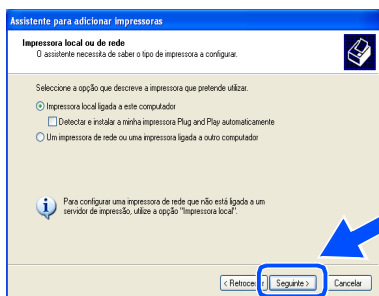 Assistente para adicionar impressoras
Impressora local ou de rede
O assistente necessita de saber o tipo de impressora a configurar.
Seleccione a opção que descreve a impressora que pretende utilizar.
Impressora local ligada a este computador
Detectar e instalar a minha impressora Plug and Play automaticamente
Um impressora de rede ou uma impressora ligada a outro computador
Para configurar uma impressora de rede que não está ligada a um
servidor de impressão, utilize a opção "Impressora local".
< Retroceder Seguinte > Cancelar